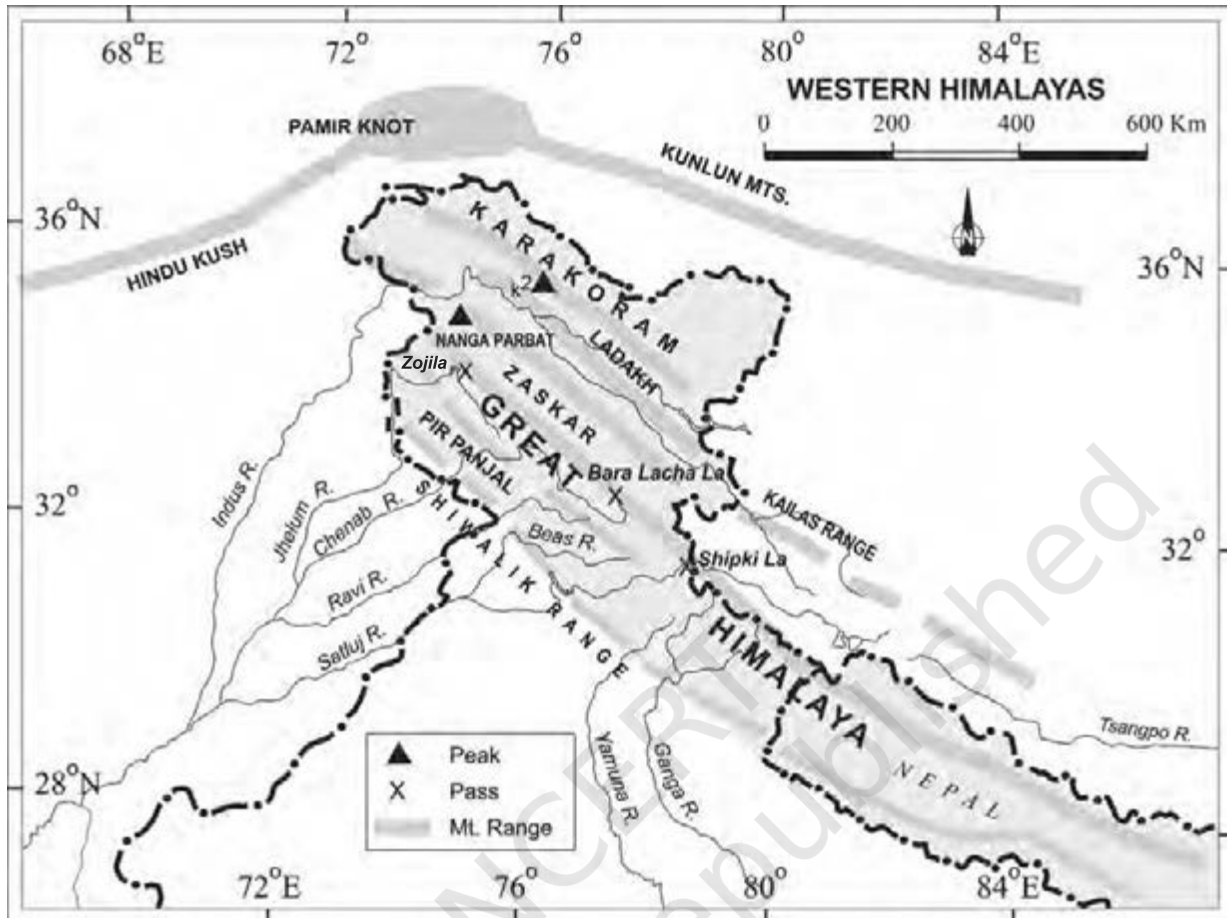 68°E 72° 76° 80° 84°E
WESTERN HIMALAYAS
0 200 400 600 Km
PAMIR KNOT
KUNLUN MTS.
N
36°N
HINDU KUSH
KARAKORAM
36°N
K2
NANGA PARBAT
LADAKH
Zojila
ZASKAR
GREAT
PIR PANJAL
Bara Lacha La
Indus R.
Jhelum R.
Chenab R.
SHIWALIK RANGE
KAILAS RANGE
32°
Beas R.
Shipki La
32°
Ravi R.
Satluj R.
HIMALAYA
Tsangpo R.
Yamuna R.
Ganga R.
NEPAL
28°N
Peak
Pass
Mt. Range
72°E 76° 80° 84°E
NCERT
republished